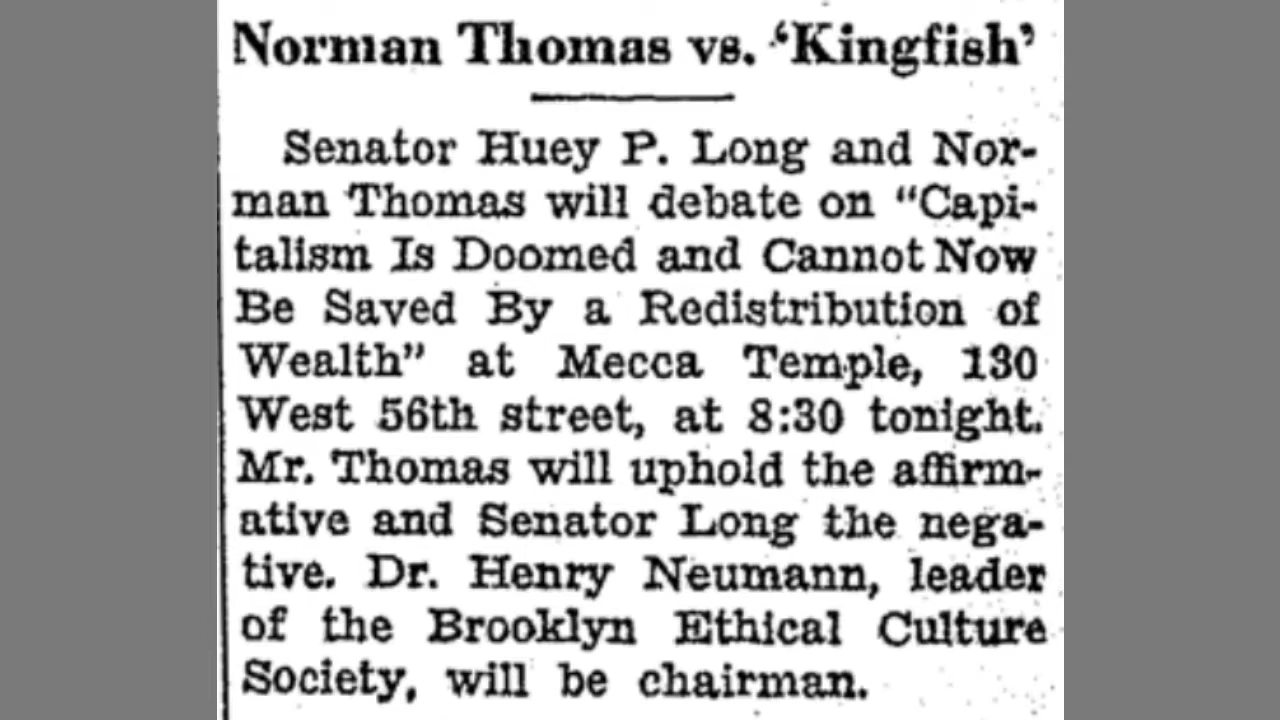 Norman Thomas vs. ‘Kingfish’
Senator Huey P. Long and Nor-
man Thomas will debate on “Capi-
talism Is Doomed and Cannot Now
Be Saved By a Redistribution of
Wealth” at Mecca Temple, 130
West 56th street, at 8:30 tonight.
Mr. Thomas will uphold the affirm-
ative and Senator Long the nega-
tive. Dr. Henry Neumann, leader
of the Brooklyn Ethical Culture
Society, will be chairman.